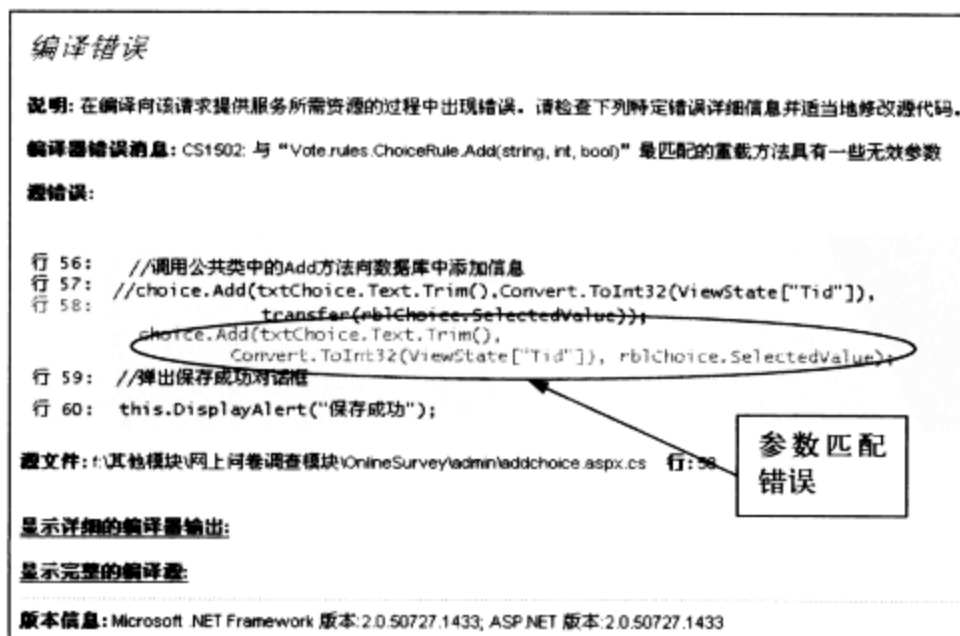 编译错误
说明: 在编译向该请求提供服务所需资源的过程中出现错误。请检查下列特定错误详细信息并适当地修改源代码。
编译器错误消息: CS1502: 与 “Vote.rules.ChoiceRule.Add(string, int, bool)” 最匹配的重载方法具有一些无效参数
源错误:
行 56: //调用公共类中的Add方法向数据库中添加信息
行 57: //choice.Add(txtChoice.Text.Trim(),Convert.ToInt32(ViewState["Tid"]),
行 58: transfer(rblChoice.SelectedValue));
choice.Add(txtChoice.Text.Trim(),
Convert.ToInt32(ViewState["Tid"]), rblChoice.SelectedValue);
行 59: //弹出保存成功对话框
行 60: this.DisplayAlert("保存成功");
参数匹配
错误
源文件: f:\其他模块\网上问卷调查模块\OnlineSurvey\admin\addchoice.aspx.cs 行: 58
显示详细的编译器输出:
显示完整的编译源:
版本信息: Microsoft .NET Framework 版本:2.0.50727.1433; ASP.NET 版本:2.0.50727.1433